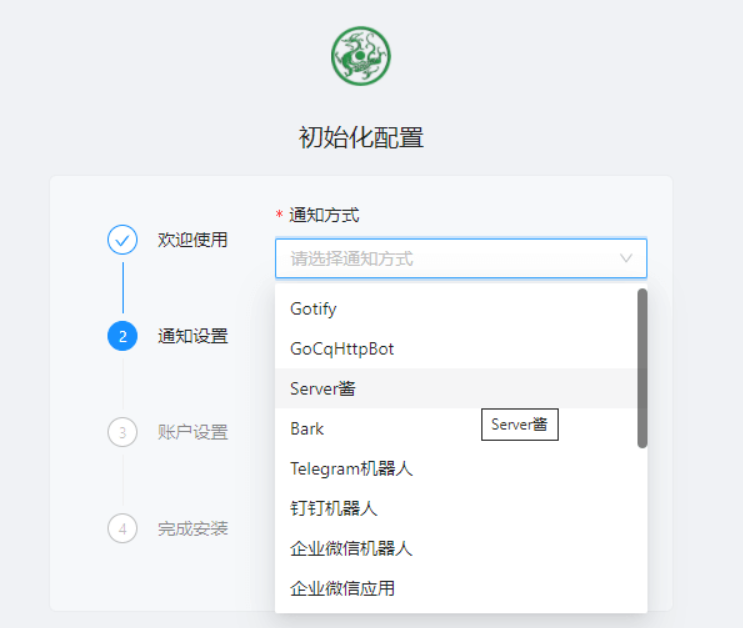 初始化配置
* 通知方式
欢迎使用
请选择通知方式
Gotify
2 通知设置
GoCqHttpBot
Server酱
Bark
Server酱
3 账户设置
Telegram机器人
钉钉机器人
4 完成安装
企业微信机器人
企业微信应用